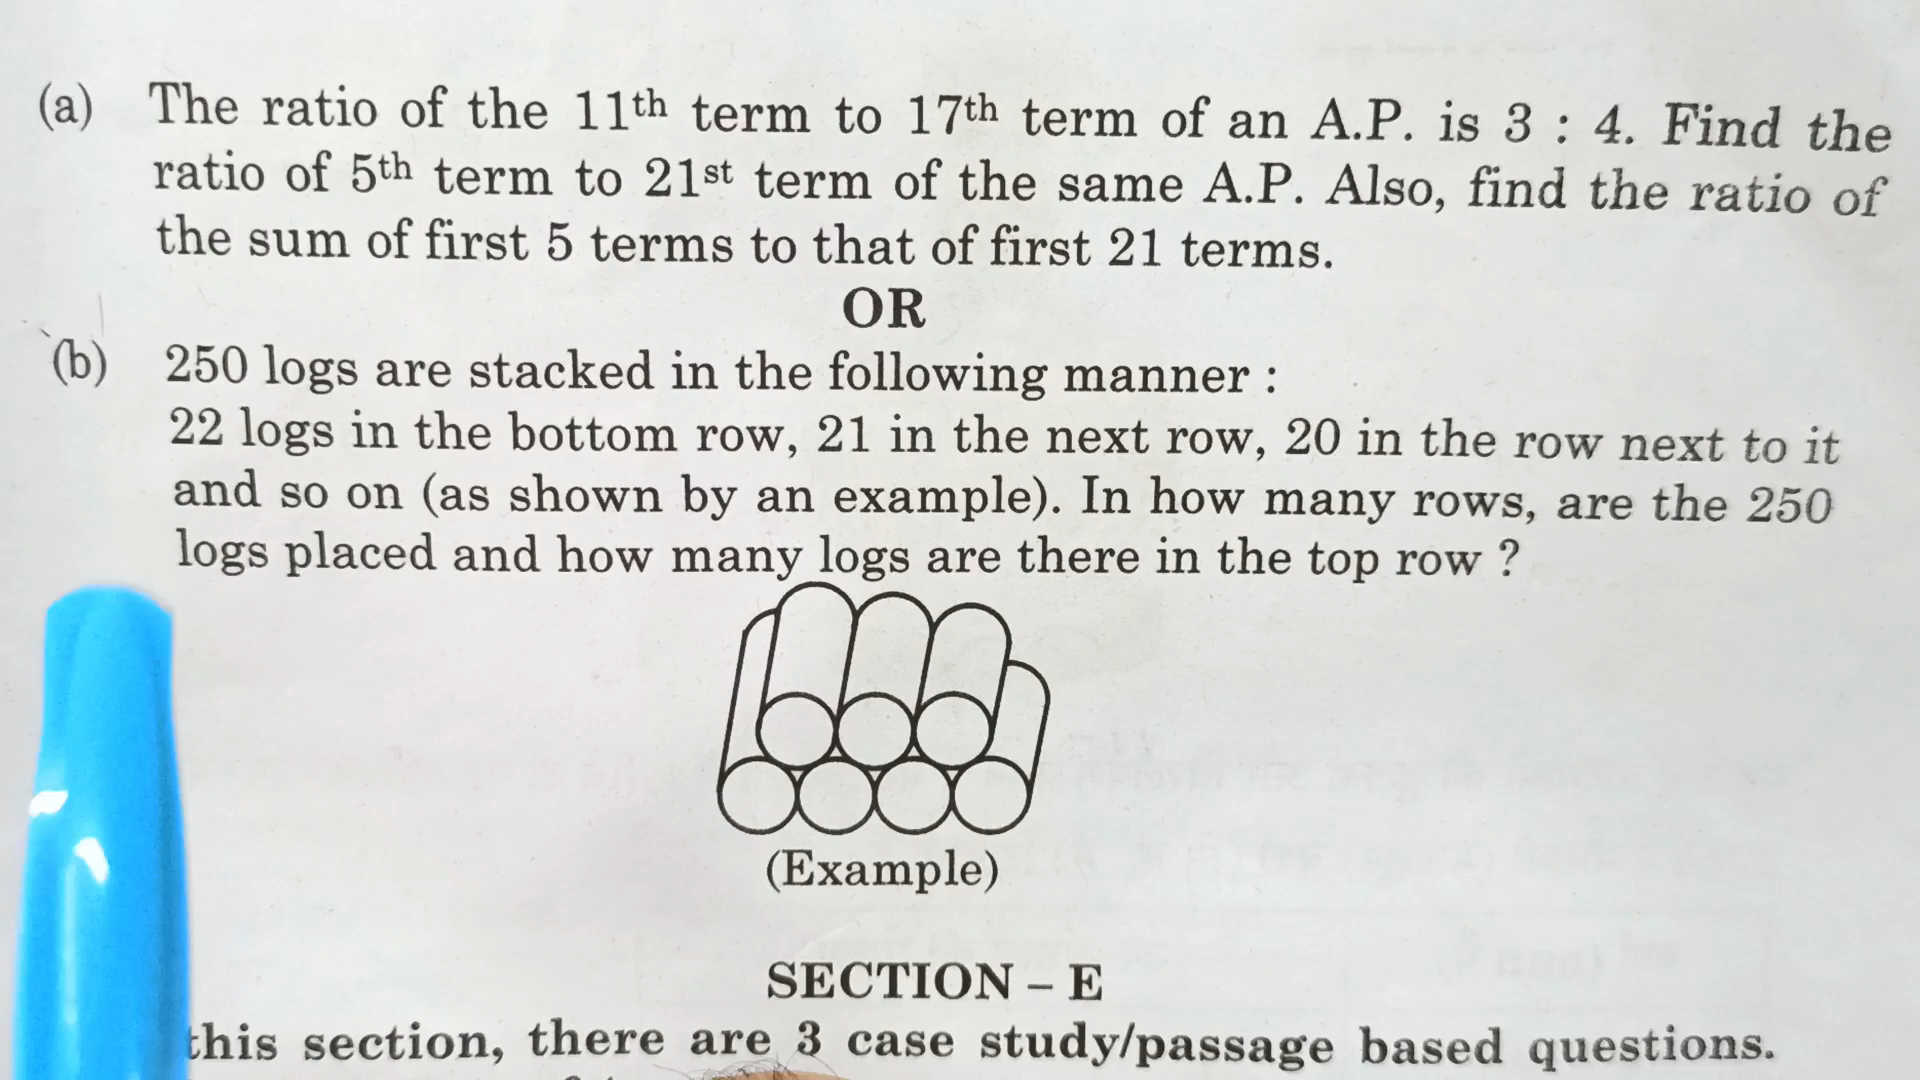 (a) The ratio of the 11th term to 17th term of an A.P. is 3 : 4. Find the
ratio of 5th term to 21st term of the same A.P. Also, find the ratio of
the sum of first 5 terms to that of first 21 terms.
OR
(b) 250 logs are stacked in the following manner :
22 logs in the bottom row, 21 in the next row, 20 in the row next to it
and so on (as shown by an example). In how many rows, are the 250
logs placed and how many logs are there in the top row ?
(Example)
SECTION – E
this section, there are 3 case study/passage based questions.